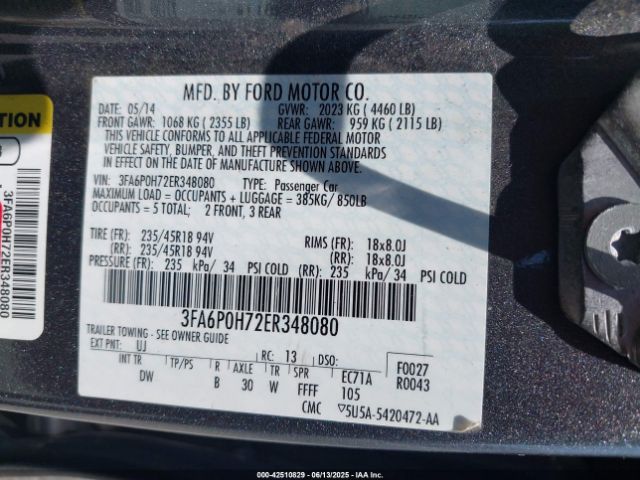 MFD. BY FORD MOTOR CO.
05/14 GVWR: 2023 KG ( 4460 LB)
FRONT GAWR: 1068 KG ( 2355 LB) REAR GAWR: 959 KG ( 2115 LB)
THIS VEHICLE CONFORMS TO ALL APPLICABLE FEDERAL MOTOR
VEHICLE SAFETY, BUMPER, AND THEFT PREVENTION STANDARDS
IN EFFECT ON THE DATE OF MANUFACTURE SHOWN ABOVE.
VIN: 3FA6P0H72ER348080 TYPE: Passenger Car
MAXIMUM LOAD = OCCUPANTS + LUGGAGE = 385KG/ 850LB
OCCUPANTS = 5 TOTAL; 2 FRONT, 3 REAR
TIRE (FR): 235/45R18 94V RIMS (FR): 18x8.0J
(RR): 235/45R18 94V (RR): 18x8.0J
PRESSURE (FR): 235 kPa/ 34 PSI COLD (RR): 235 kPa/ 34 PSI COLD
3FA6P0H72ER348080
TRAILER TOWING - SEE OWNER GUIDE
EXT PNT: UJ RC: 13 DSO: F0027
R0043
INT TR TP/PS R AXLE TR SPR EC71A
DW B 30 W FFFF 105
CMC ▽5U5A-5420472-AA
3FA6P0H72ER348080
000-42510829 - 06/13/2025 - IAAI.COM